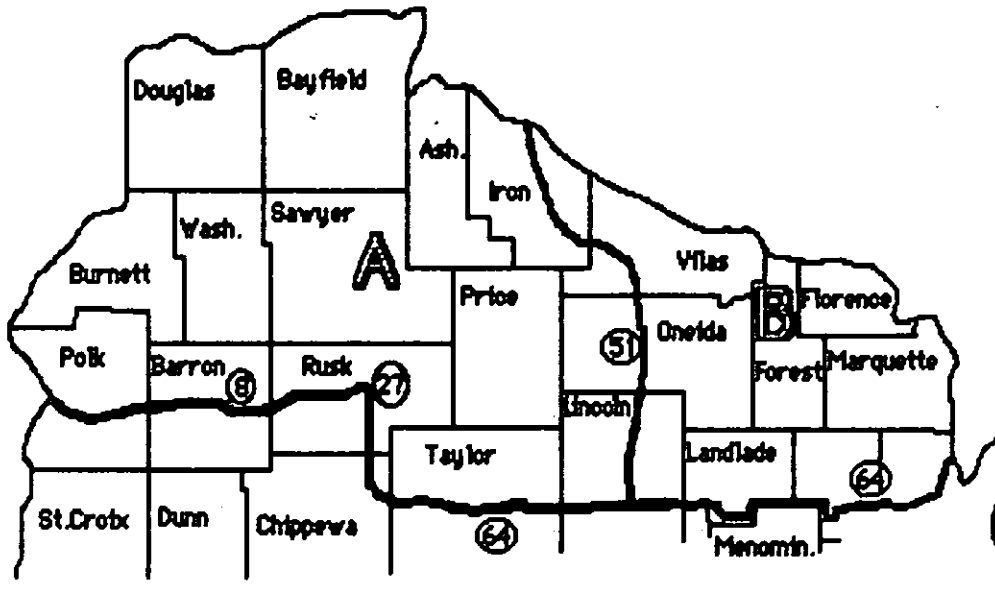 Douglas
Bayfield
Ash.
Iron
Wash.
Sawyer
A
Burnett
Vilas
Price
B
Florence
Polk
Barron
Rusk
51
Oneida
Forest
Marquette
8
27
Lincoln
Taylor
Landlade
64
St.Croix
Dunn
Chippewa
64
Menomin.